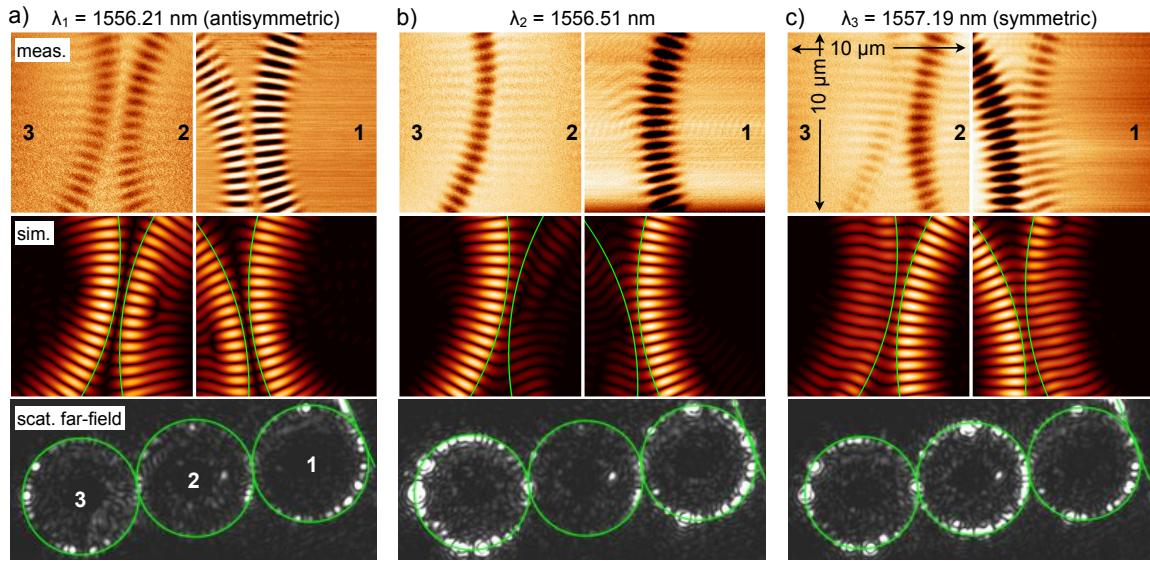 a) λ₁ = 1556.21 nm (antisymmetric)
meas.
3 2 1
sim.
scat. far-field
3 2 1
b) λ₂ = 1556.51 nm
3 2 1
c) λ₃ = 1557.19 nm (symmetric)
10 µm
10 µm
3 2 1